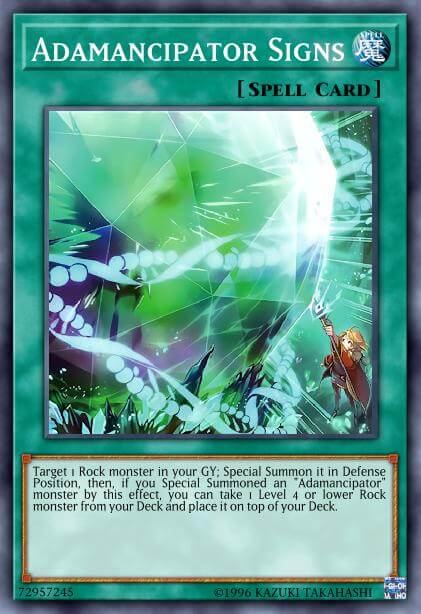 Adamancipator Signs
SPELL
魔
[Spell Card]
Target 1 Rock monster in your GY; Special Summon it in Defense
Position, then, if you Special Summoned an "Adamancipator"
monster by this effect, you can take 1 Level 4 or lower Rock
monster from your Deck and place it on top of your Deck.
72957245
©1996 KAZUKI TAKAHASHI